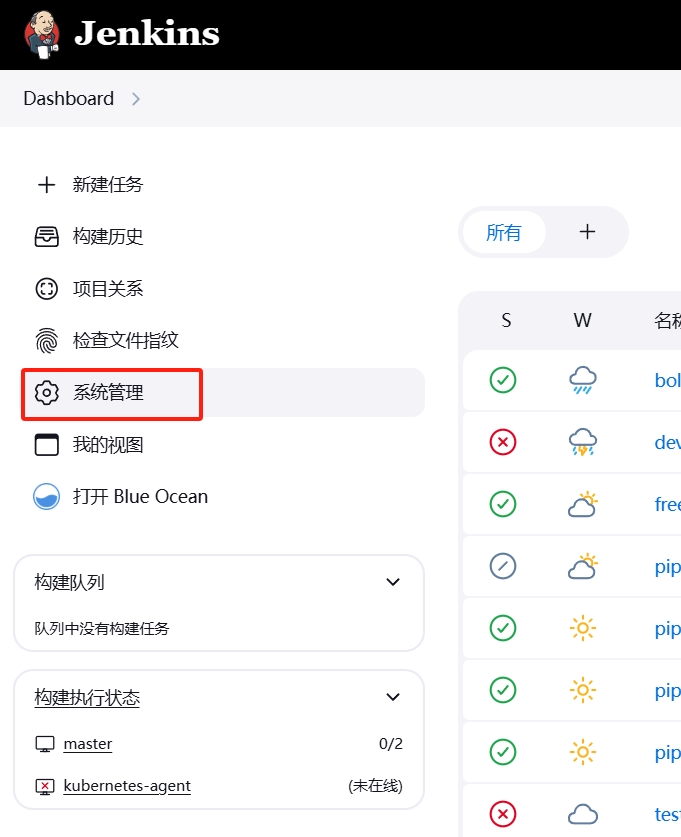 Jenkins
Dashboard
新建任务
构建历史
项目关系
检查文件指纹
系统管理
我的视图
打开 Blue Ocean
构建队列
队列中没有构建任务
构建执行状态
master 0/2
kubernetes-agent (未在线)
所有 +
S W 名称
bol
dev
free
pip
pip
pip
pip
test